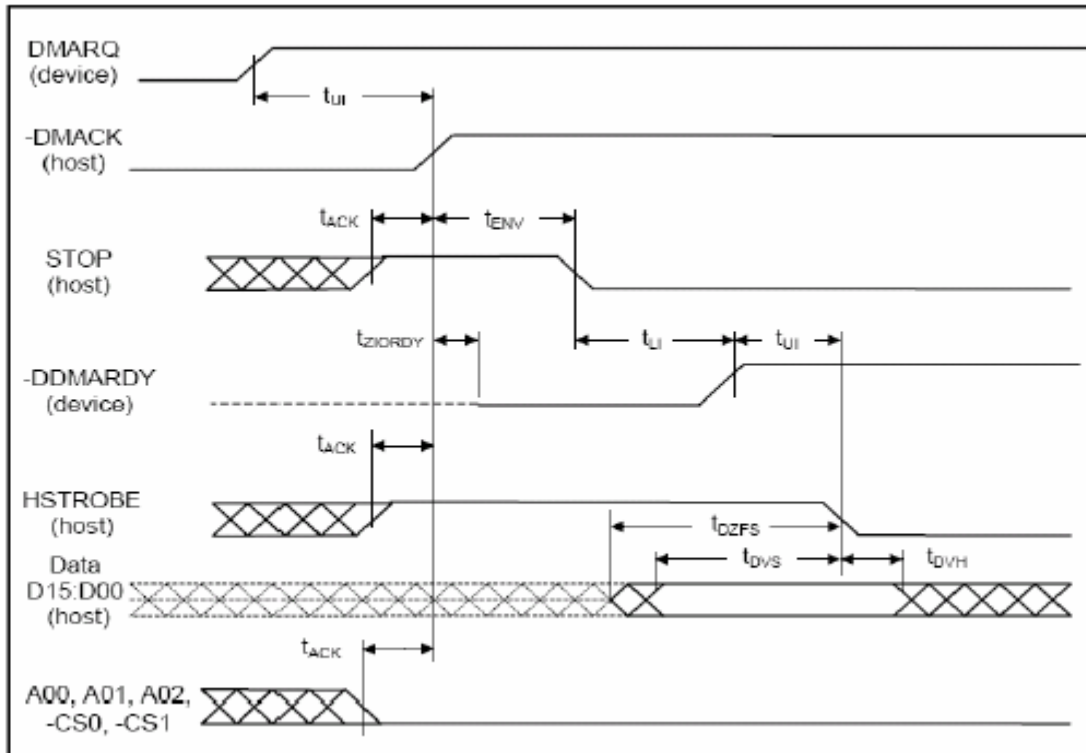 DMARQ
(device)
tUI
-DMACK
(host)
tACK
tENV
STOP
(host)
tZIORDY
tLI
tUI
-DDMARDY
(device)
tACK
HSTROBE
(host)
tDZFS
tDVS
tDVH
Data
D15:D00
(host)
tACK
A00, A01, A02,
-CS0, -CS1